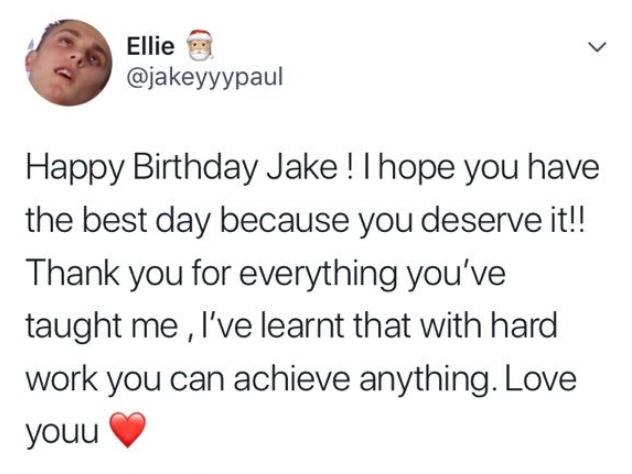 Ellie 🎅🏼
@jakeyyypaul
Happy Birthday Jake ! I hope you have
the best day because you deserve it!!
Thank you for everything you’ve
taught me , I’ve learnt that with hard
work you can achieve anything. Love
youu ❤️